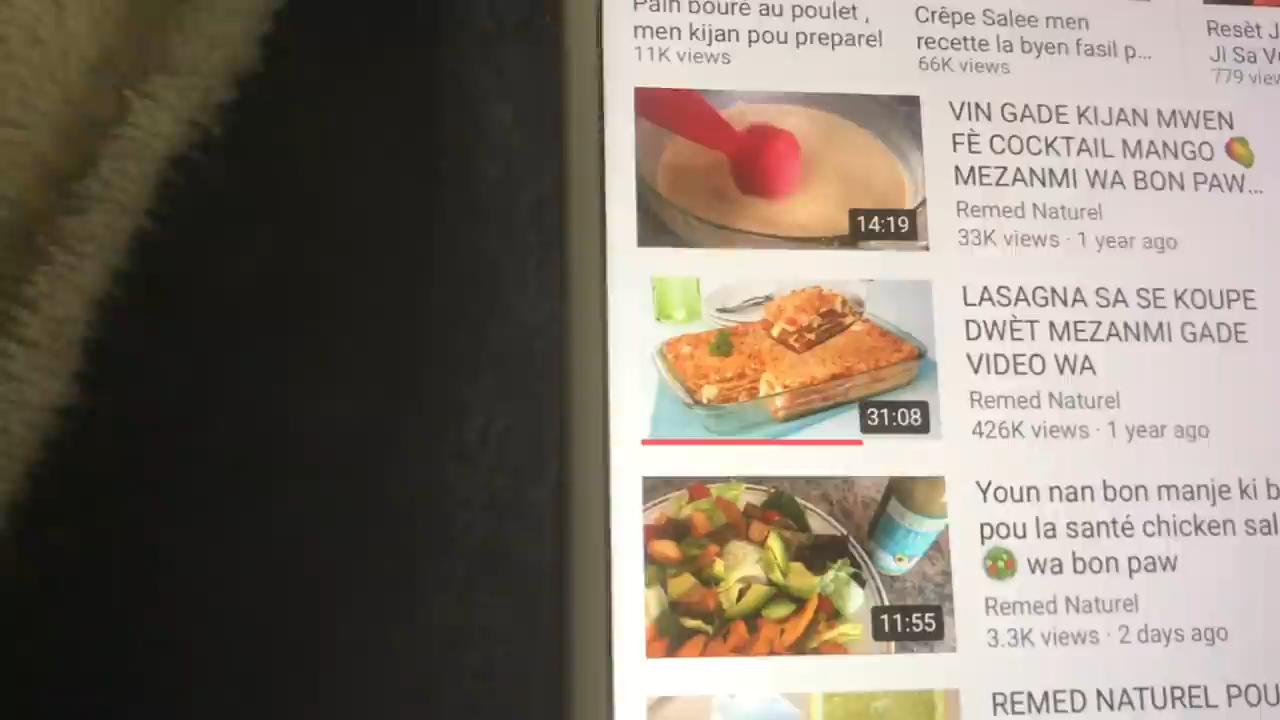 Pain bouré au poulet ,
men kijan pou preparel
11K views
Crêpe Salee men
recette la byen fasil p...
66K views
Resèt J
JI Sa V
779 view
VIN GADE KIJAN MWEN
FÈ COCKTAIL MANGO 🥭
MEZANMI WA BON PAW...
Remed Naturel
33K views · 1 year ago
14:19
LASAGNA SA SE KOUPE
DWÈT MEZANMI GADE
VIDEO WA
Remed Naturel
426K views · 1 year ago
31:08
Youn nan bon manje ki b
pou la santé chicken sal
🥗 wa bon paw
Remed Naturel
3.3K views · 2 days ago
11:55
REMED NATUREL POU